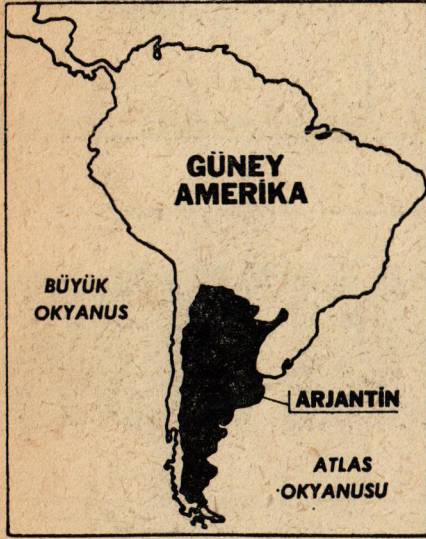 GÜNEY
AMERİKA
BÜYÜK
OKYANUS
ARJANTİN
ATLAS
OKYANUSU